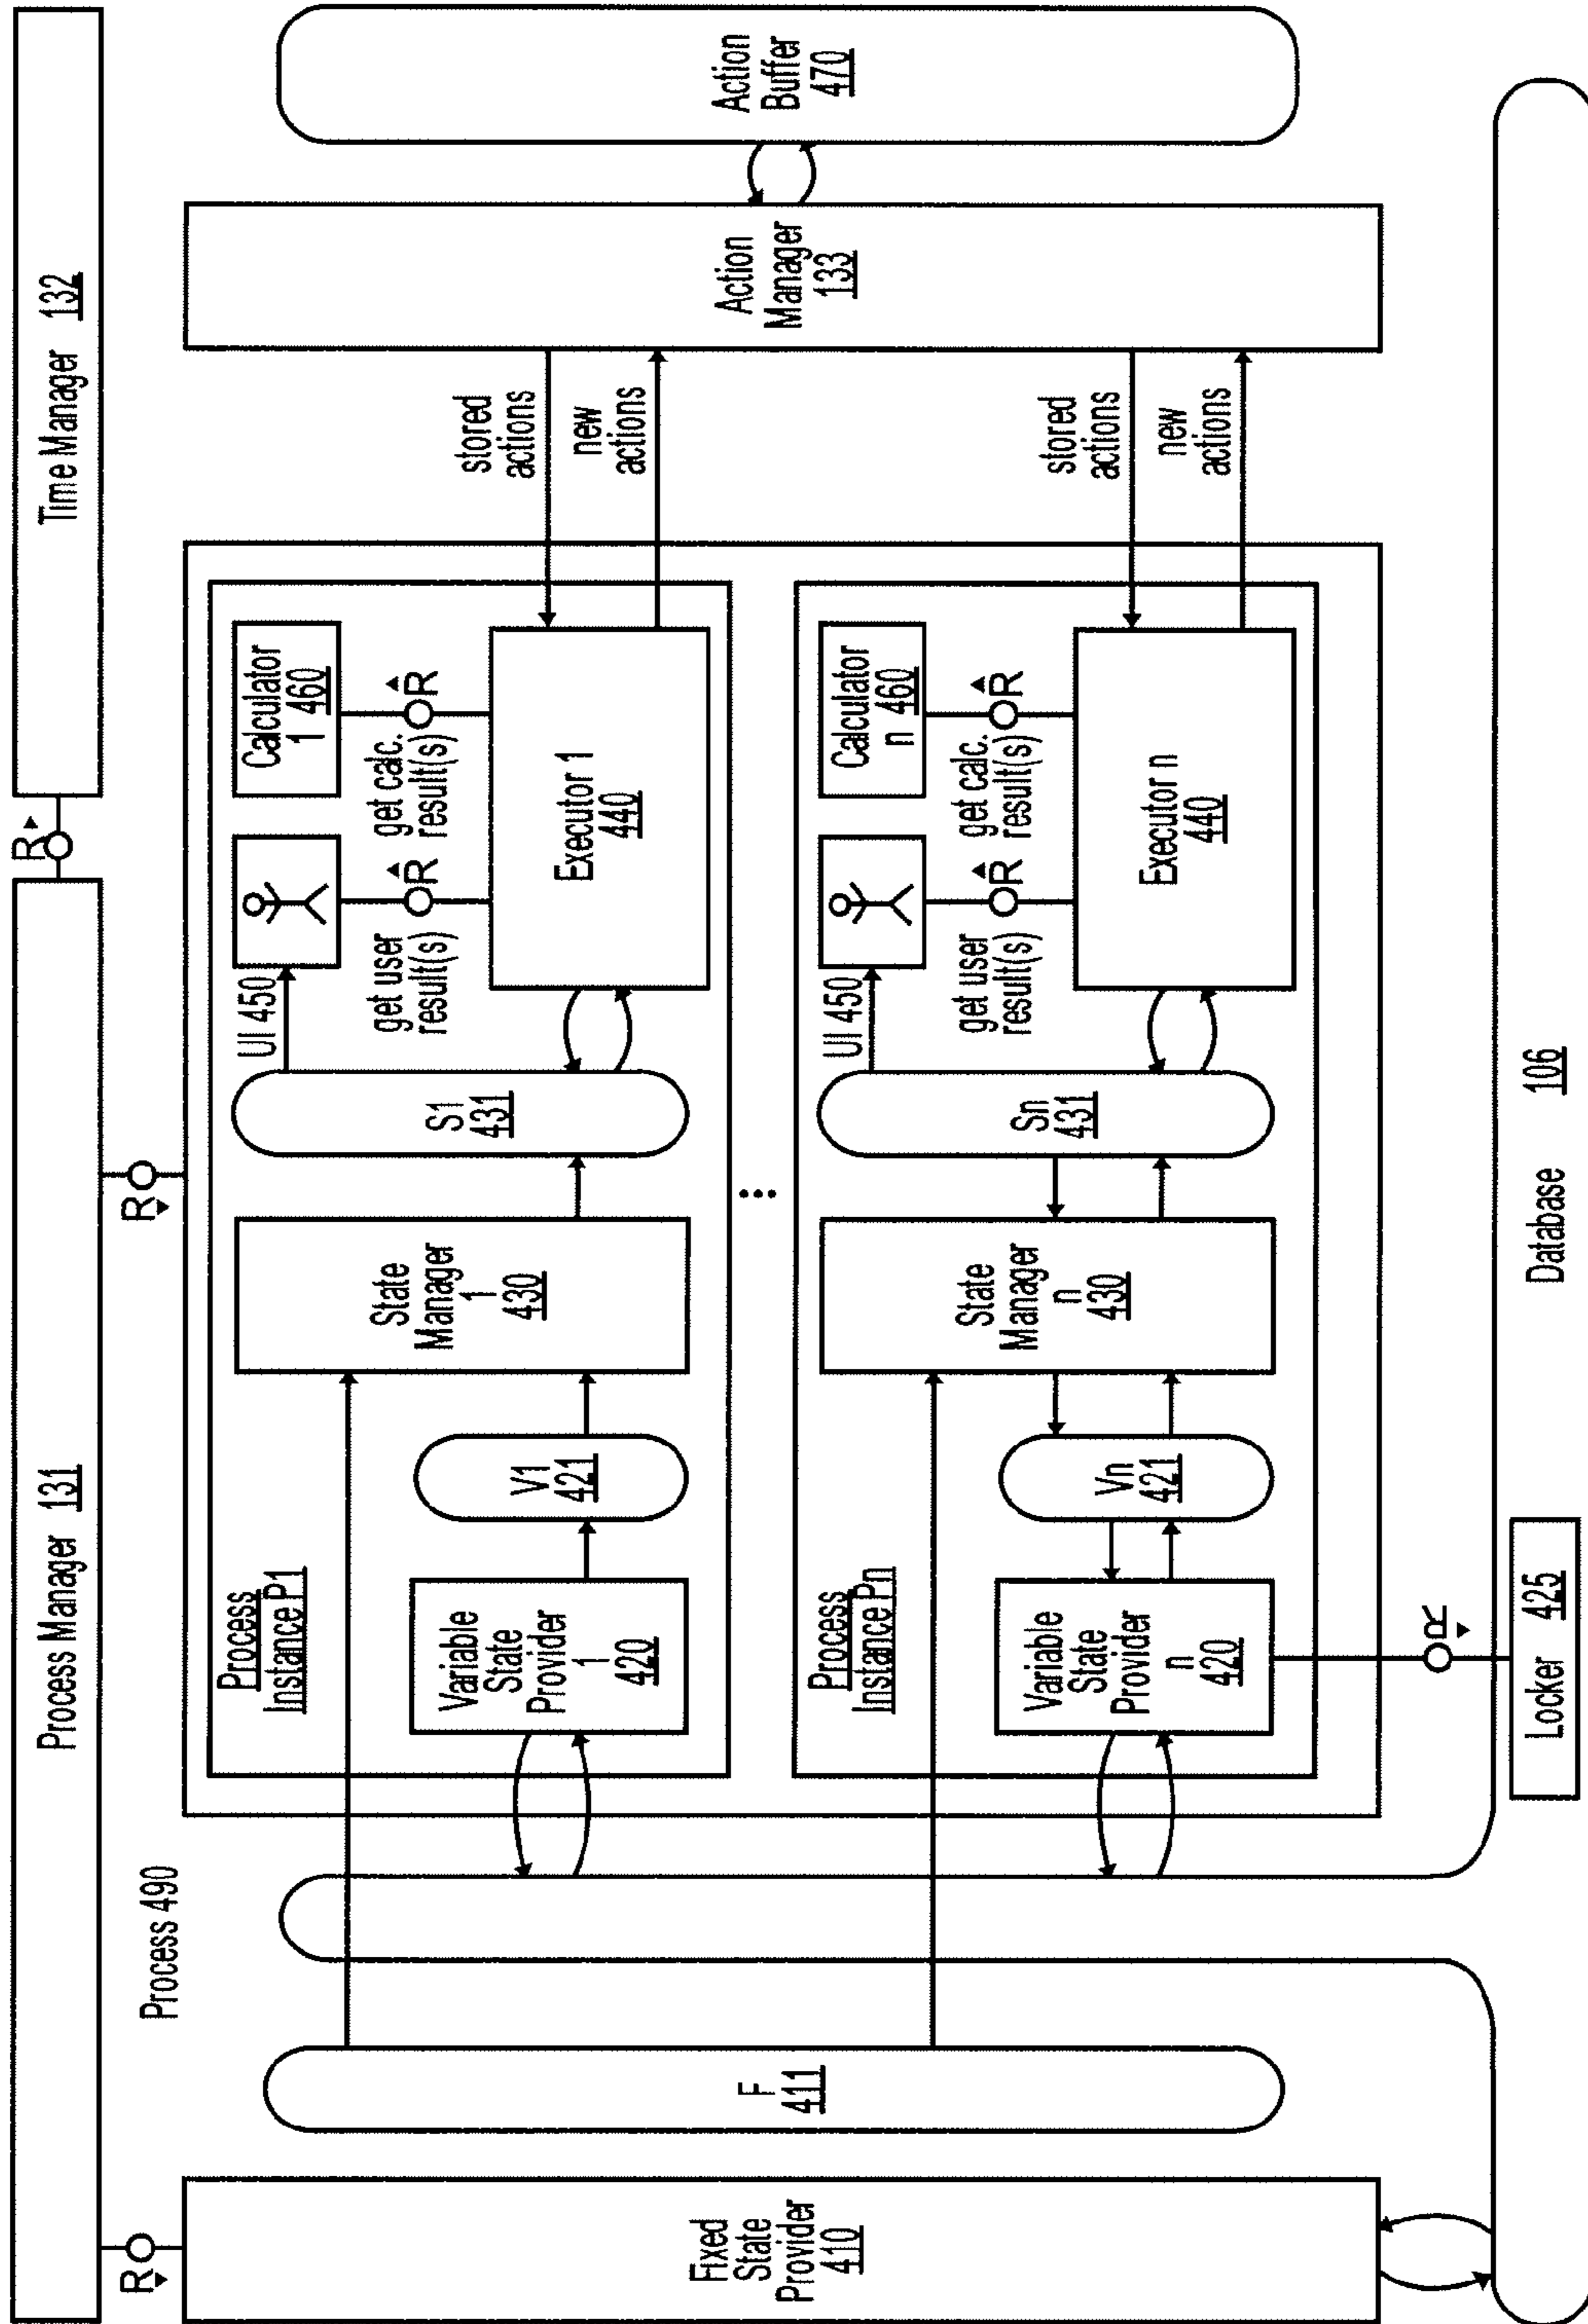 Process Manager 131
Time Manager 132
R
R
R
Process 490
Fixed
State
Provider
410
F
411
Process
Instance P1
Variable
State
Provider
1
420
V1
421
State
Manager
1
430
S1
431
UI 450
get user
result(s)
R
Calculator
1
460
get calc.
result(s)
R
Executor 1
440
stored
actions
new
actions
...
Process
Instance Pn
Variable
State
Provider
n
420
Vn
421
State
Manager
n
430
Sn
431
UI 450
get user
result(s)
R
Calculator
n
460
get calc.
result(s)
R
Executor n
440
stored
actions
new
actions
Action
Manager
133
Action
Buffer
470
R
Locker 425
Database 106